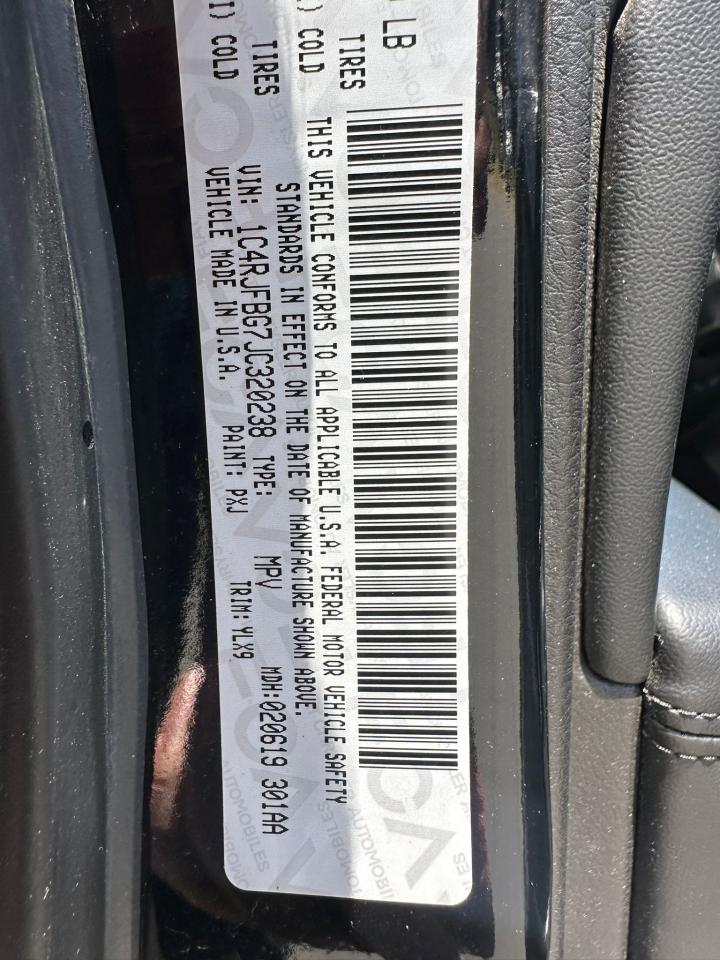 1 LB
TIRES
) COLD
TIRES
I) COLD
THIS VEHICLE CONFORMS TO ALL APPLICABLE U.S.A. FEDERAL MOTOR VEHICLE SAFETY
STANDARDS IN EFFECT ON THE DATE OF MANUFACTURE SHOWN ABOVE.
VIN: 1C4RJFBG7JC320238 TYPE: MPV MDH:020619 301AA
VEHICLE MADE IN U.S.A. PAINT: PXJ TRIM:YLX9